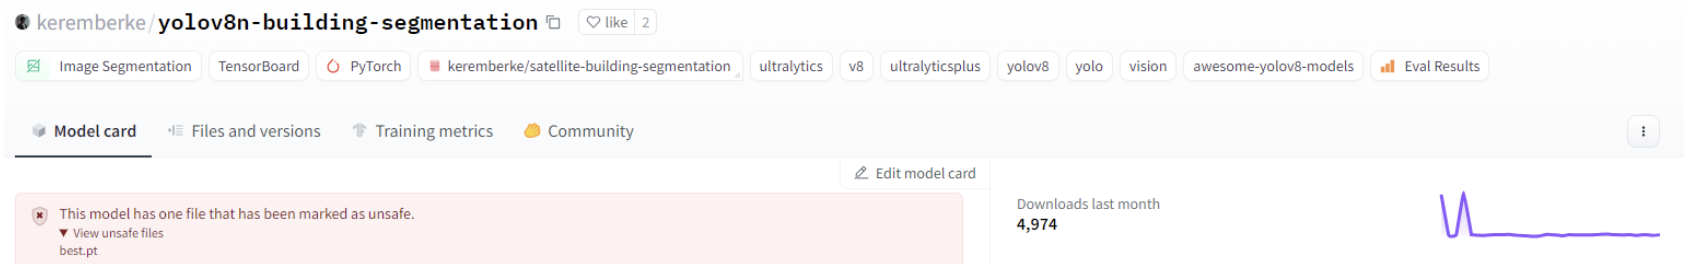 keremberke/yolov8n-building-segmentation like 2
Image Segmentation TensorBoard PyTorch keremberke/satellite-building-segmentation ultralytics v8 ultralyticsplus yolov8 yolo vision awesome-yolov8-models Eval Results
Model card Files and versions Training metrics Community
Edit model card
This model has one file that has been marked as unsafe.
▼ View unsafe files
best.pt
Downloads last month
4,974